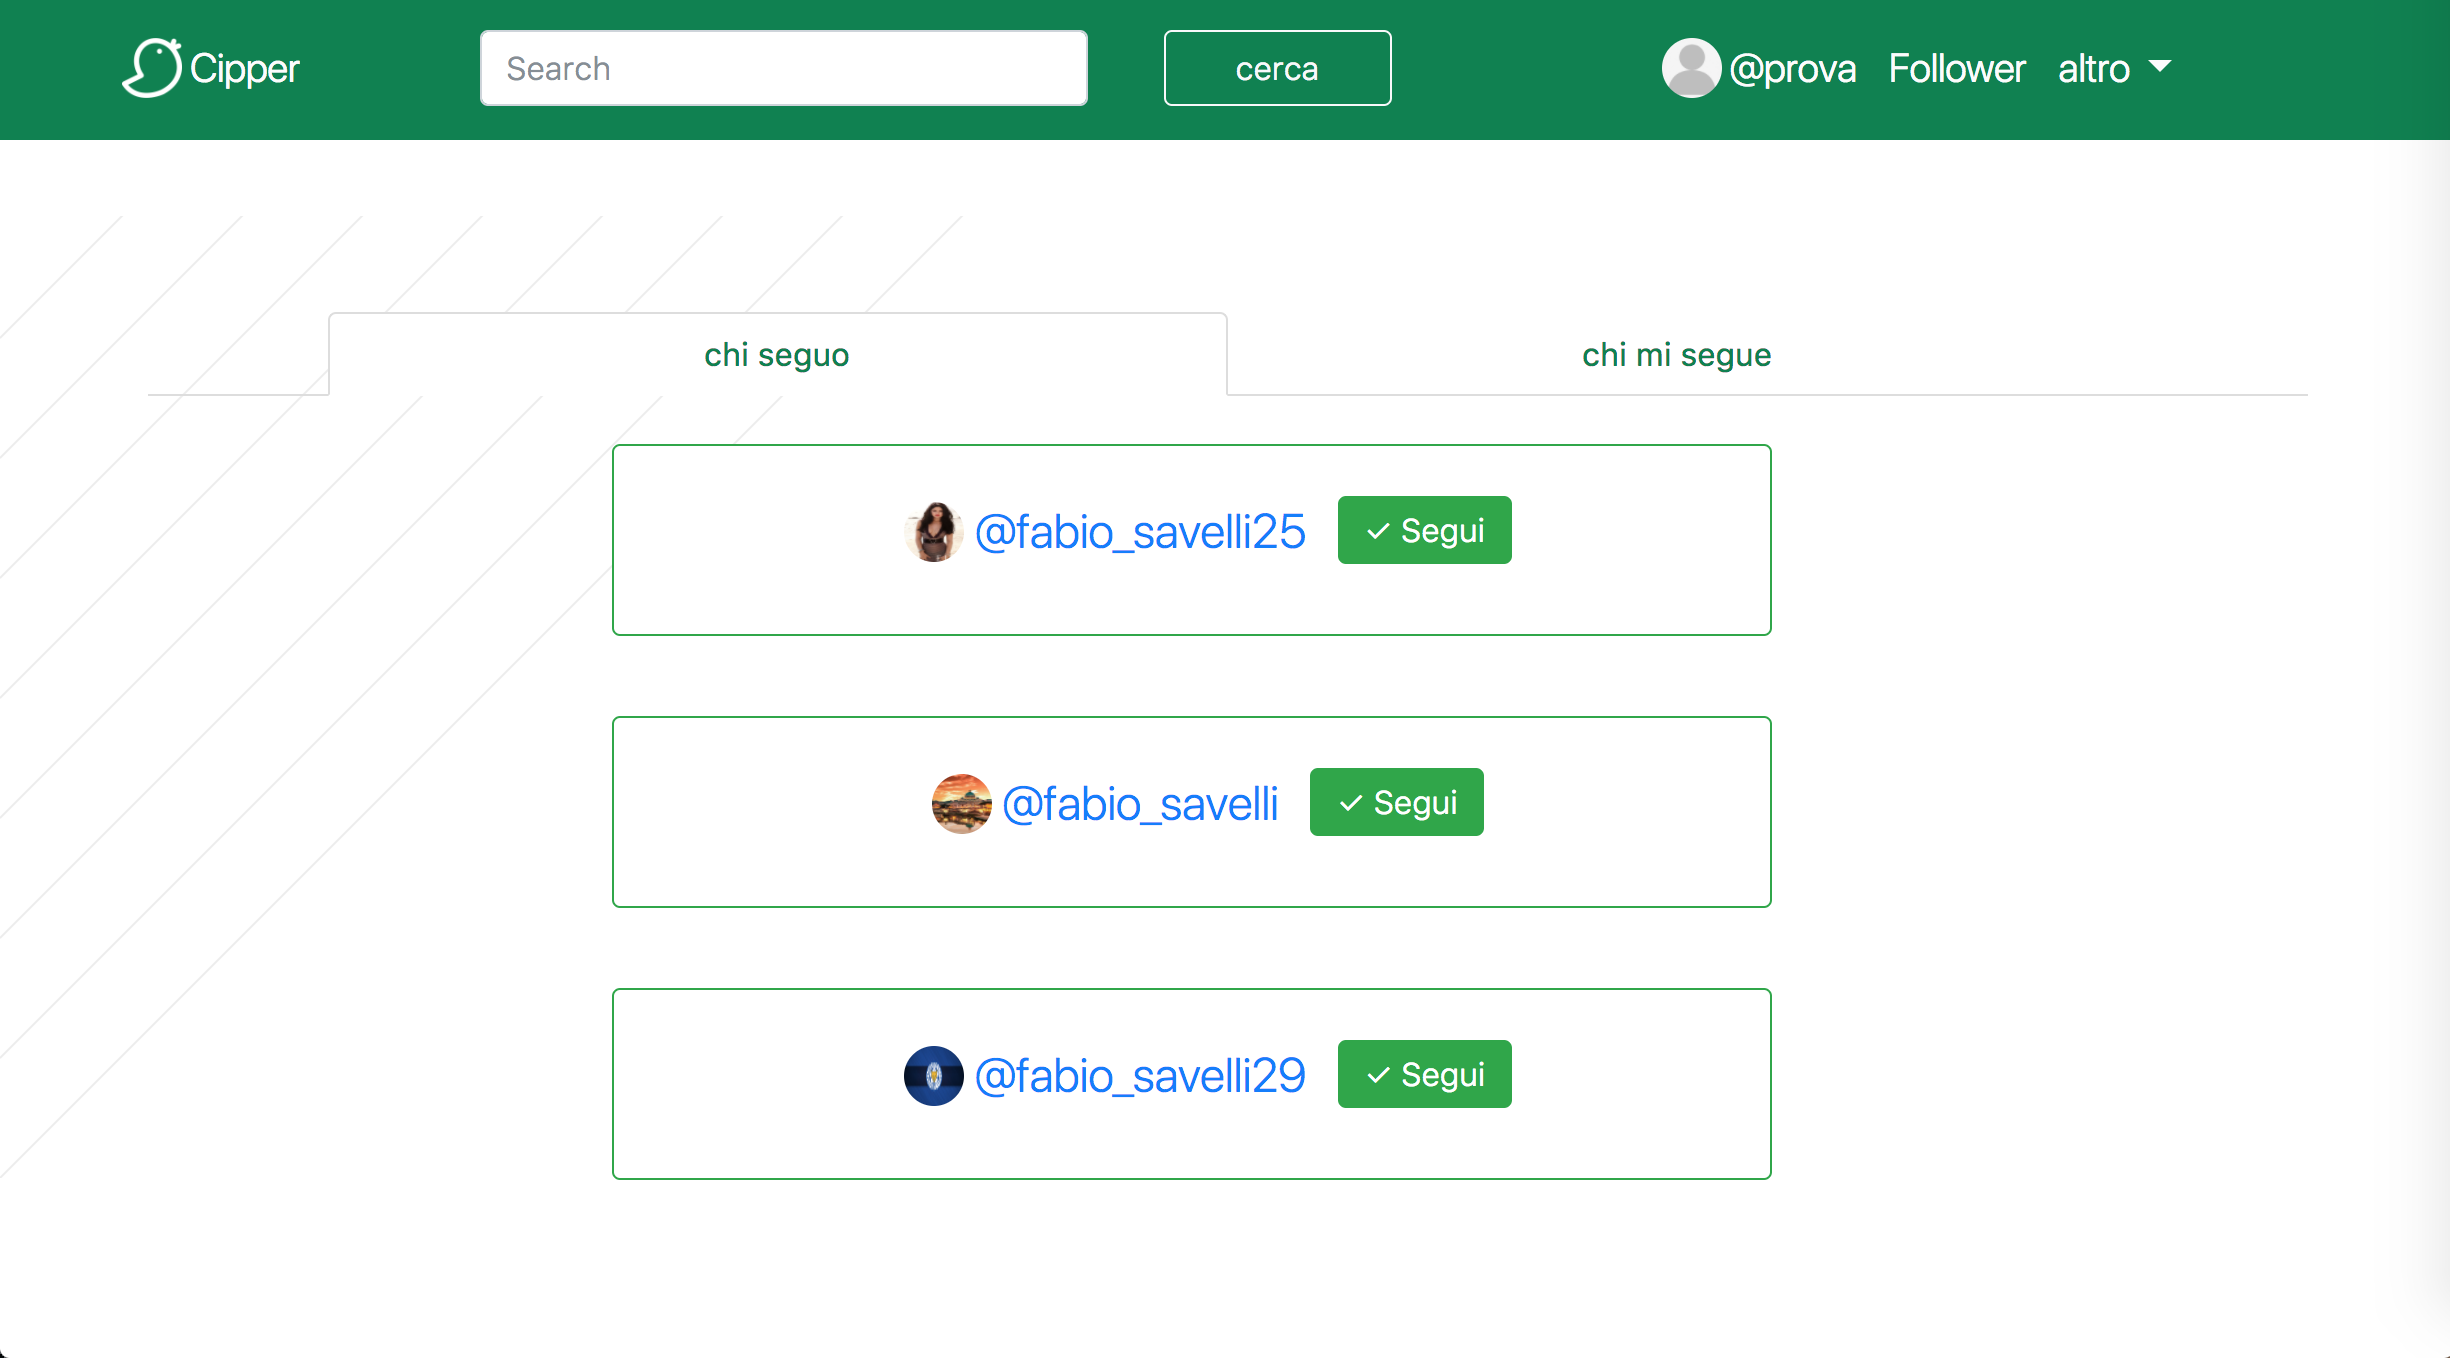 Cipper
Search
cerca
@prova Follower altro
chi seguo
chi mi segue
@fabio_savelli25 Segui
@fabio_savelli Segui
@fabio_savelli29 Segui